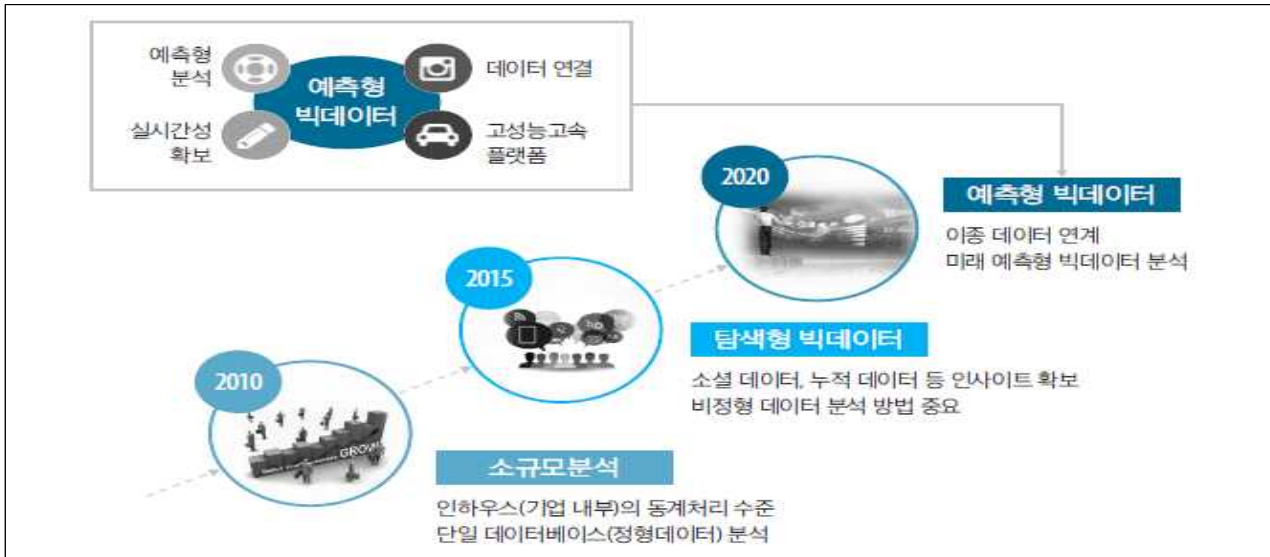 예측형
분석
예측형
빅데이터
데이터 연결
실시간성
확보
고성능고속
플랫폼
2020
예측형 빅데이터
이종 데이터 연계
미래 예측형 빅데이터 분석
2015
탐색형 빅데이터
소셜 데이터, 누적 데이터 등 인사이트 확보
비정형 데이터 분석 방법 중요
2010
GROW
소규모분석
인하우스(기업 내부)의 동계처리 수준
단일 데이터베이스(정형데이터) 분석